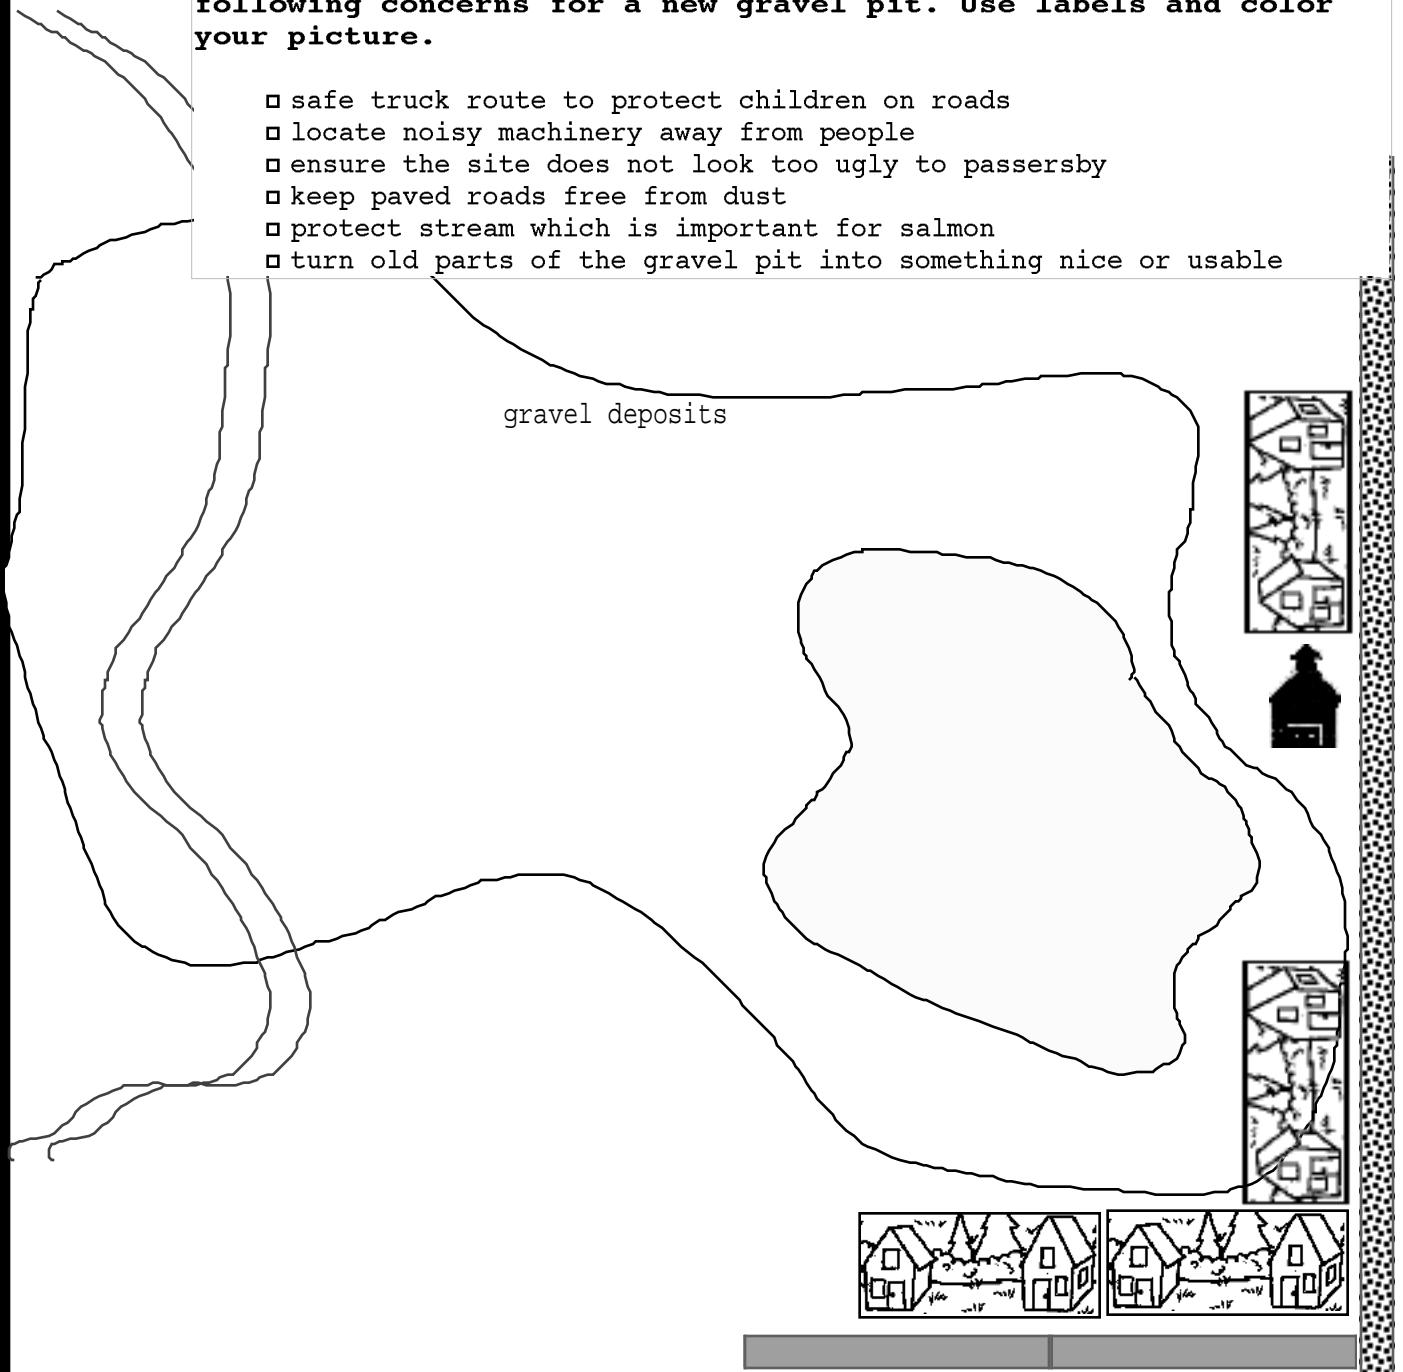 following concerns for a new gravel pit. Use labels and color
your picture.
safe truck route to protect children on roads
locate noisy machinery away from people
ensure the site does not look too ugly to passersby
keep paved roads free from dust
protect stream which is important for salmon
turn old parts of the gravel pit into something nice or usable
gravel deposits